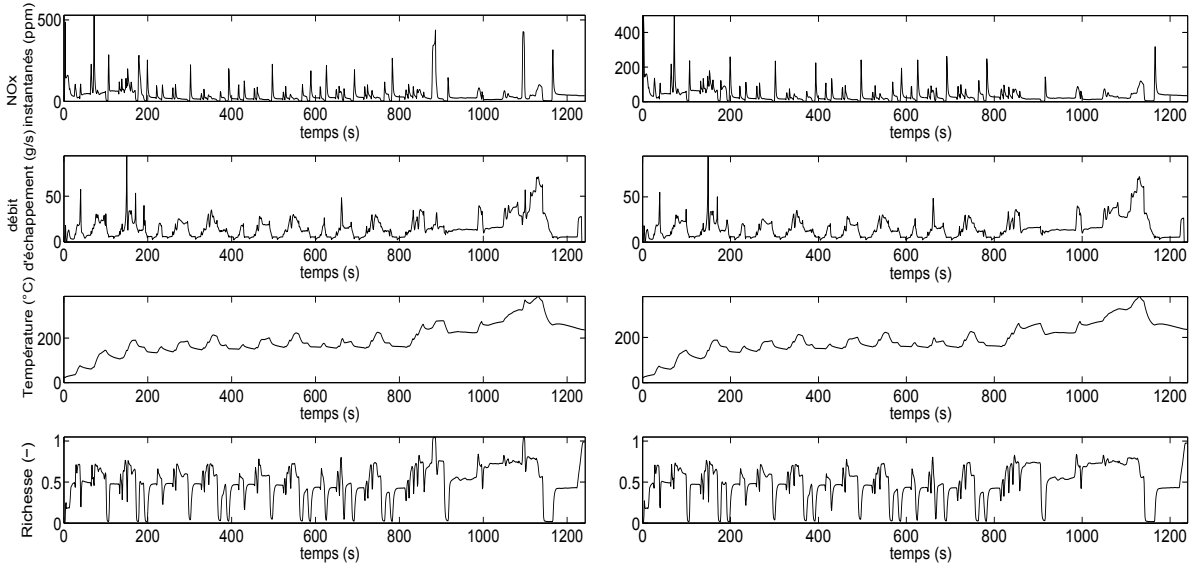 NOx
instantanés (ppm)
500
0
0 200 400 600 800 1000 1200
temps (s)
400
200
0
0 200 400 600 800 1000 1200
temps (s)
débit
d'échappement (g/s)
50
0
0 200 400 600 800 1000 1200
temps (s)
50
0
0 200 400 600 800 1000 1200
temps (s)
Température (°C)
200
0
0 200 400 600 800 1000 1200
temps (s)
200
0
0 200 400 600 800 1000 1200
temps (s)
Richesse (−)
1
0.5
0
0 200 400 600 800 1000 1200
temps (s)
1
0.5
0
0 200 400 600 800 1000 1200
temps (s)